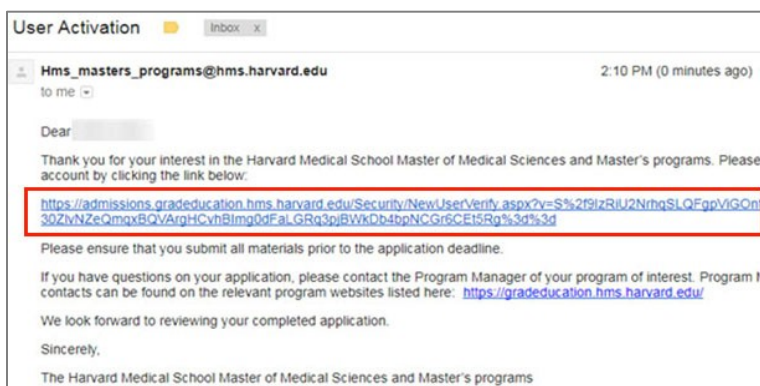 User Activation Inbox x
Hms_masters_programs@hms.harvard.edu 2:10 PM (0 minutes ago)
to me
Dear
Thank you for your interest in the Harvard Medical School Master of Medical Sciences and Master's programs. Please
account by clicking the link below:
https://admissions.gradeducation.hms.harvard.edu/Security/NewUserVerify.aspx?v=S%2f9IzRiU2NrhqSLQFgpViGOnt
30ZlvNZeQmqxBQVArgHCvhBImg0dFaLGRq3pjBWkDb4bpNCGr6CEt5Rg%3d%3d
Please ensure that you submit all materials prior to the application deadline.
If you have questions on your application, please contact the Program Manager of your program of interest. Program
contacts can be found on the relevant program websites listed here: https://gradeducation.hms.harvard.edu/
We look forward to reviewing your completed application.
Sincerely,
The Harvard Medical School Master of Medical Sciences and Master's programs